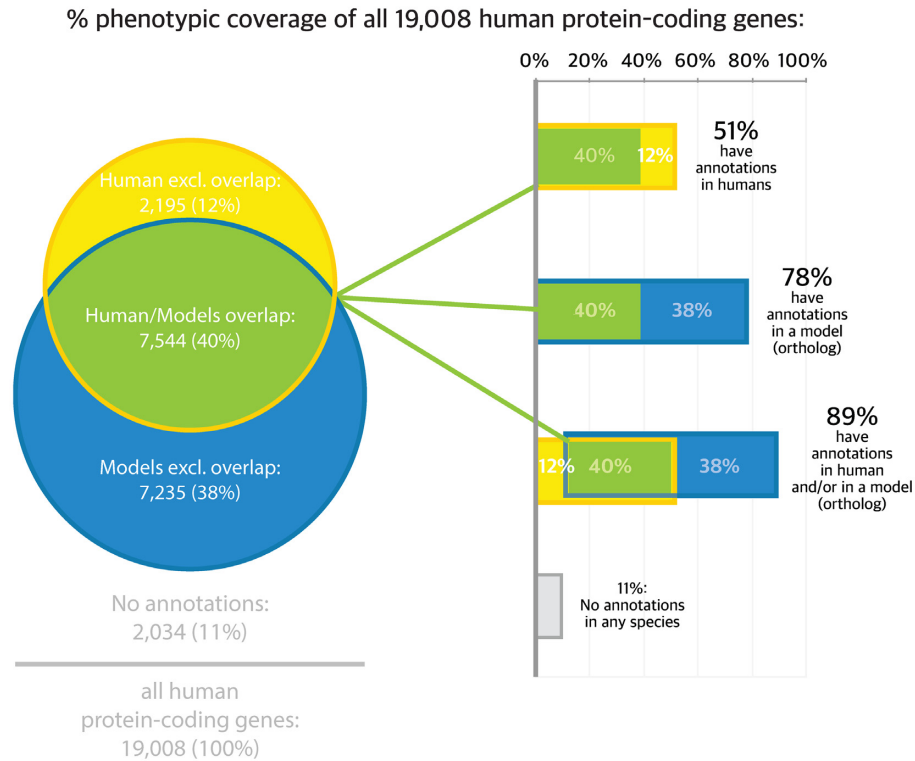 % phenotypic coverage of all 19,008 human protein-coding genes:
Human excl. overlap:
2,195 (12%)
Human/Models overlap:
7,544 (40%)
Models excl. overlap:
7,235 (38%)
No annotations:
2,034 (11%)
all human
protein-coding genes:
19,008 (100%)
0% 20% 40% 60% 80% 100%
40% 12%
51%
have
annotations
in humans
40% 38%
78%
have
annotations
in a model
(ortholog)
12% 40% 38%
89%
have
annotations
in human
and/or in a model
(ortholog)
11%:
No annotations
in any species